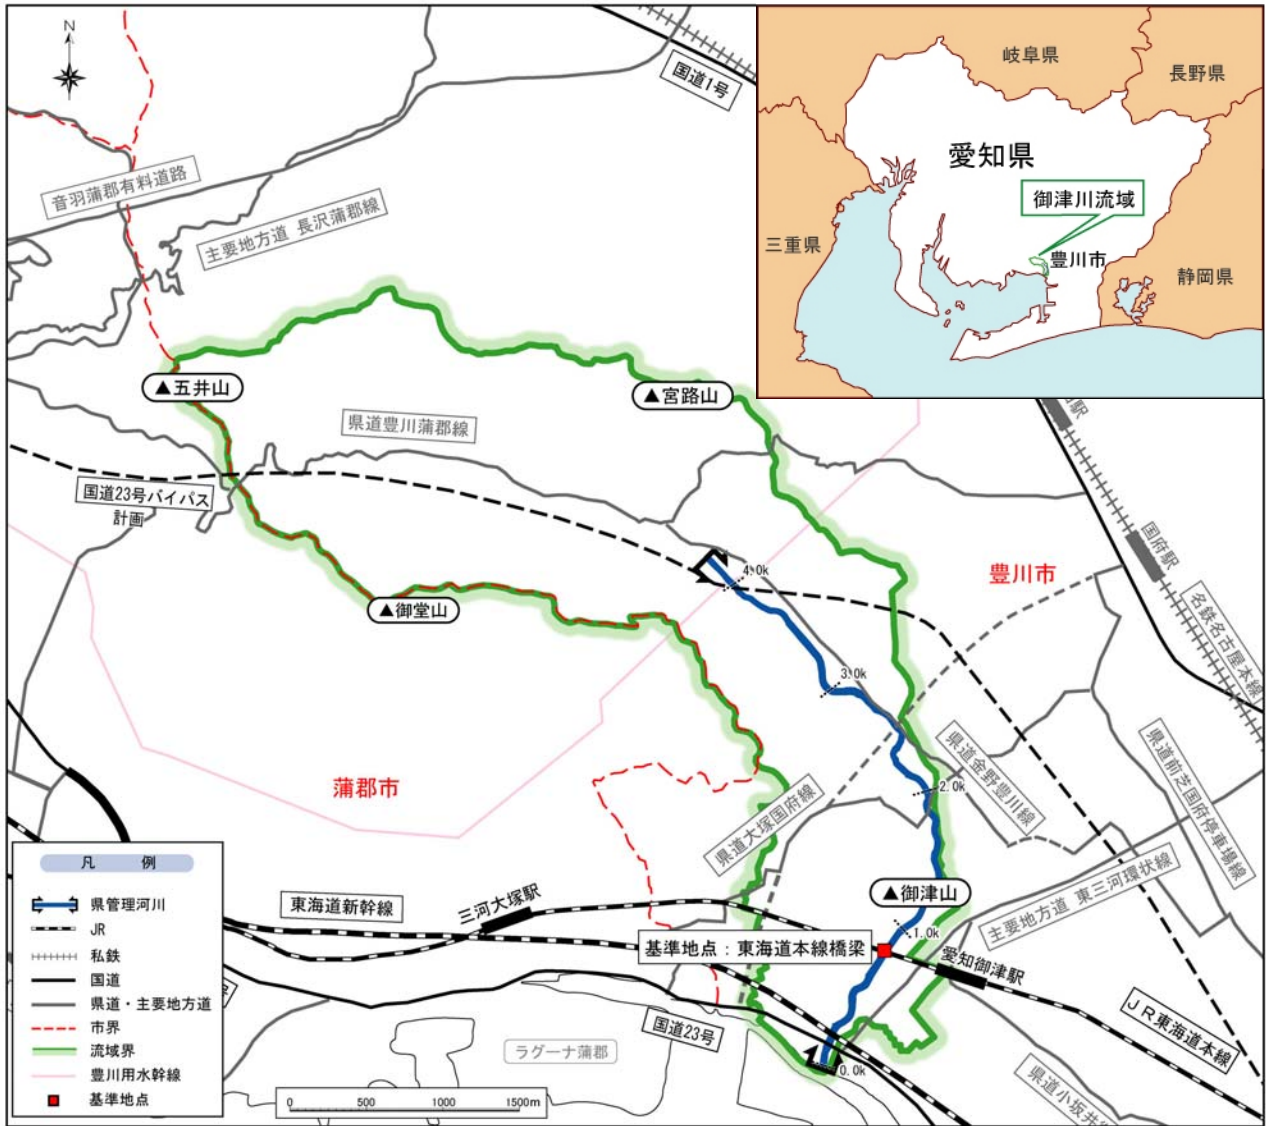 N
国道1号
音羽蒲郡有料道路
主要地方道 長沢蒲郡線
岐阜県
長野県
愛知県
御津川流域
三重県
豊川市
静岡県
▲五井山
▲宮路山
県道豊川蒲郡線
国道23号バイパス
計画
国府駅
4.0k
豊川市
▲御堂山
名鉄名古屋本線
3.0k
県道金野豊川線
県道前芝国府停車場線
2.0k
蒲郡市
県道大塚国府線
▲御津山
主要地方道 東三河環状線
三河大塚駅
東海道新幹線
1.0k
基準地点：東海道本線橋梁
愛知御津駅
JR東海道本線
国道23号
ラグーナ蒲郡
0.0k
県道小坂井
凡 例
県管理河川
JR
私鉄
国道
県道・主要地方道
市界
流域界
豊川用水幹線
基準地点
0 500 1000 1500m